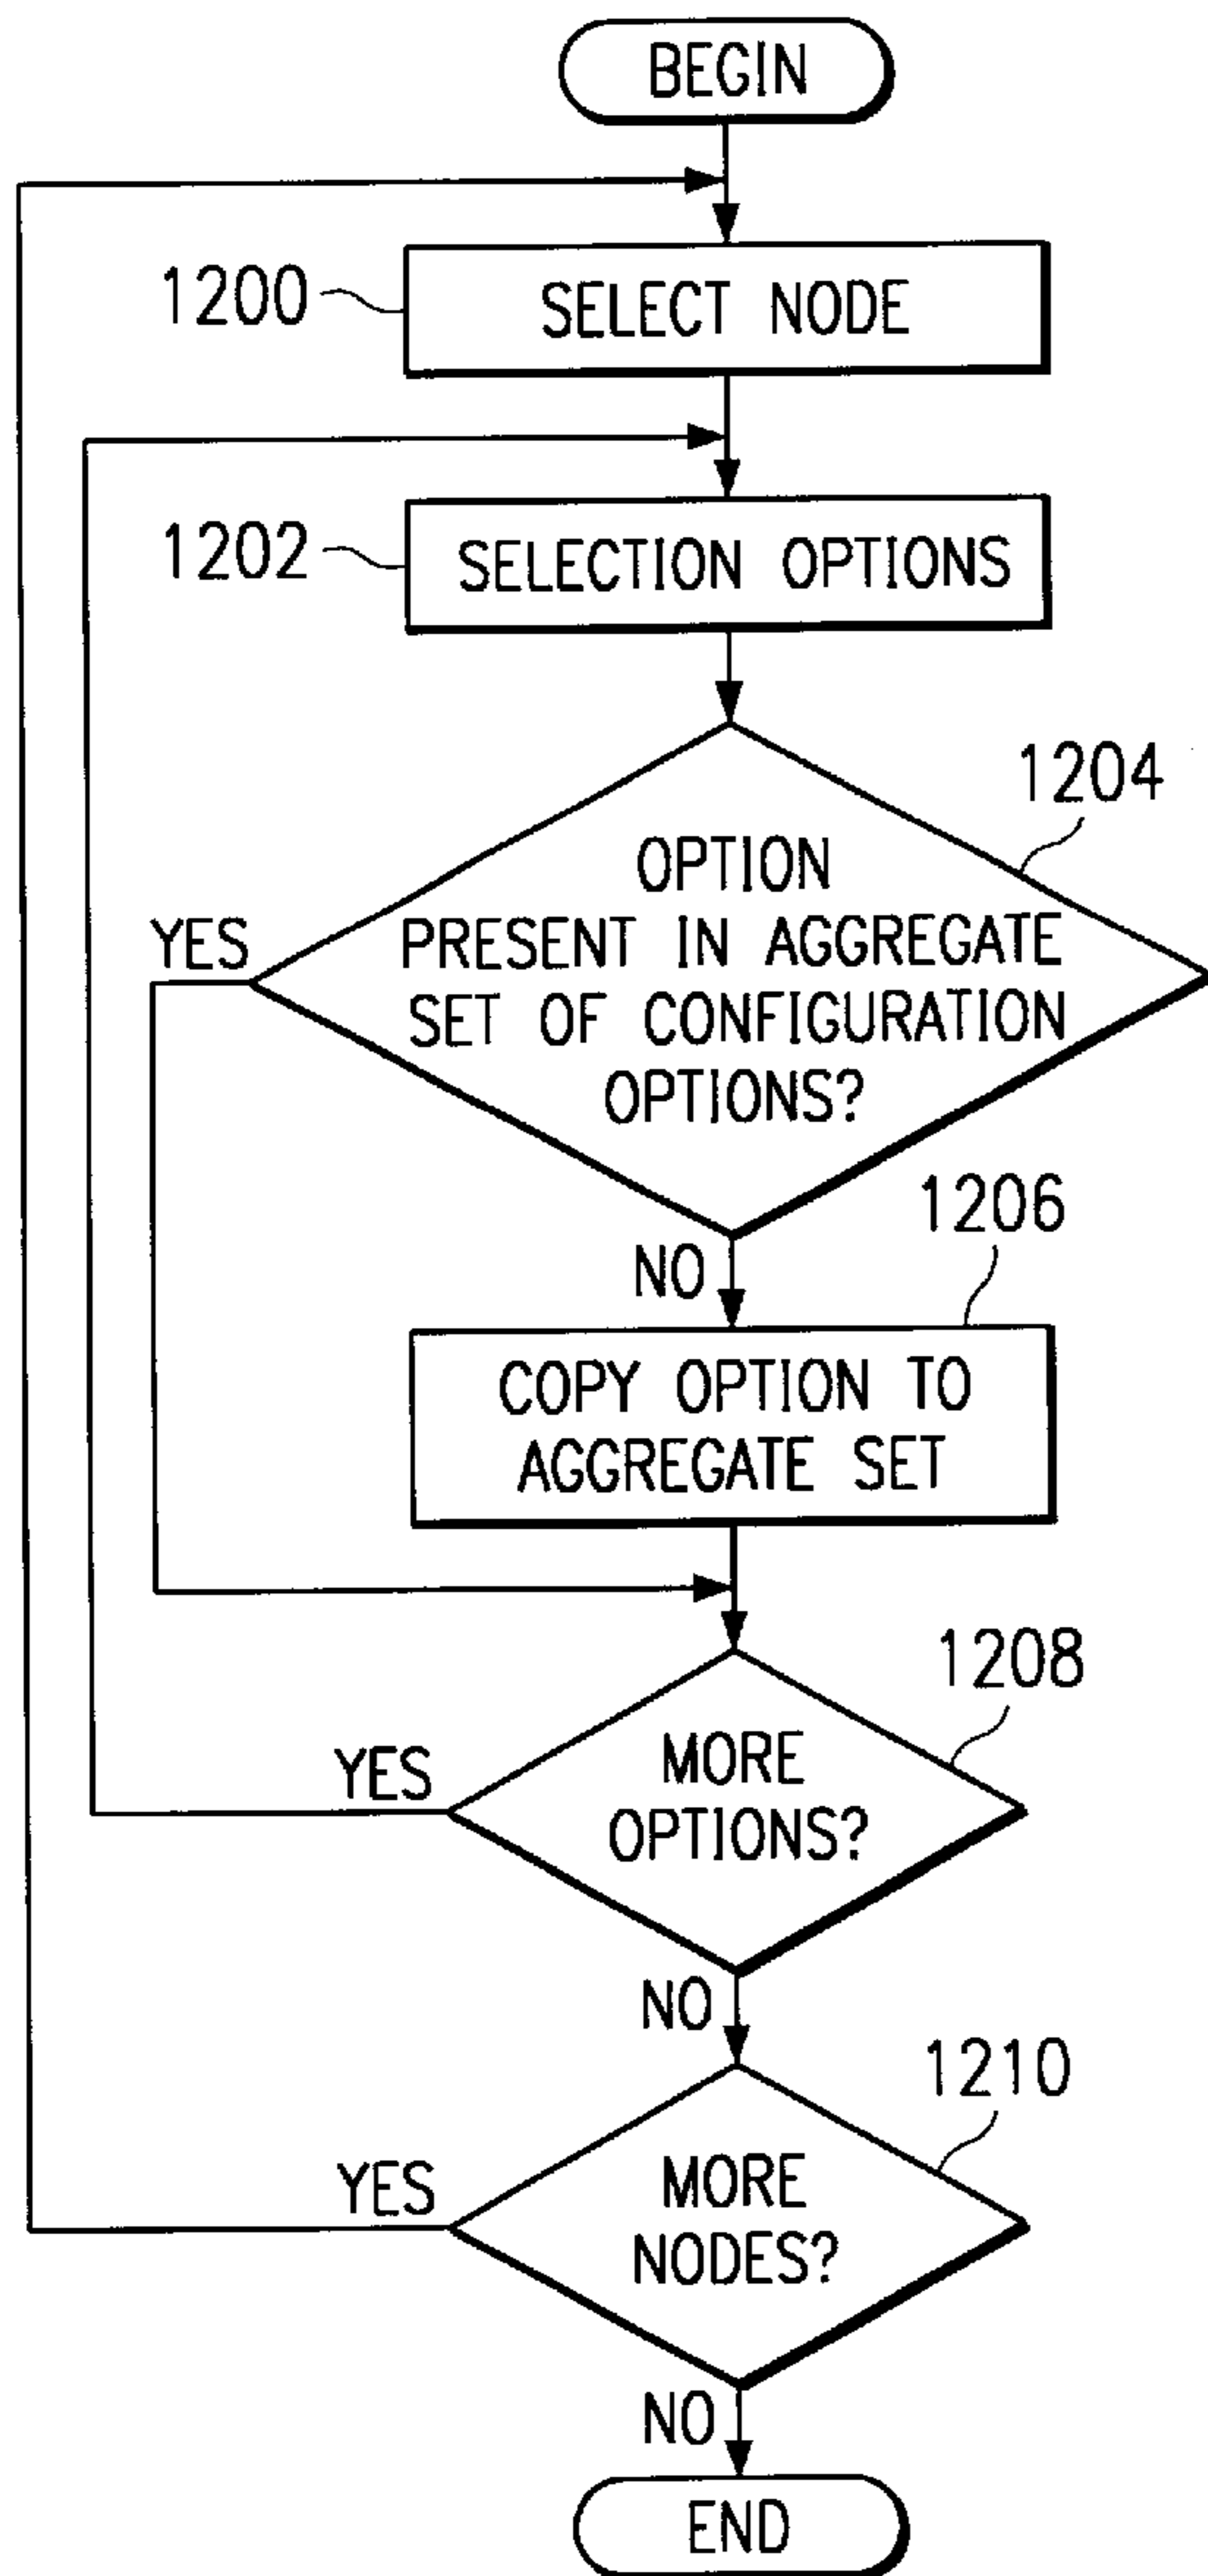 BEGIN
1200
SELECT NODE
1202
SELECTION OPTIONS
1204
OPTION
PRESENT IN AGGREGATE
SET OF CONFIGURATION
OPTIONS?
YES
NO
1206
COPY OPTION TO
AGGREGATE SET
1208
MORE
OPTIONS?
YES
NO
1210
MORE
NODES?
YES
NO
END